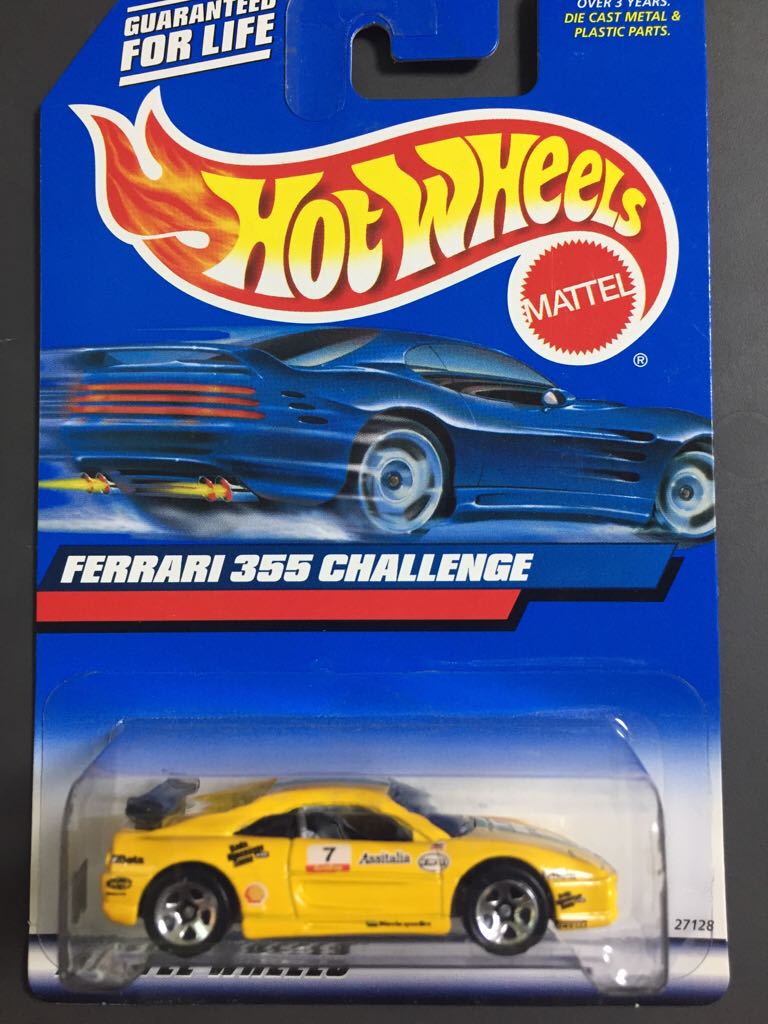 GUARANTEED
FOR LIFE
OVER 3 YEARS.
DIE CAST METAL &
PLASTIC PARTS.
HOT WHEELS
MATTEL
®
FERRARI 355 CHALLENGE
7
Assitalia
27128
WHEELS